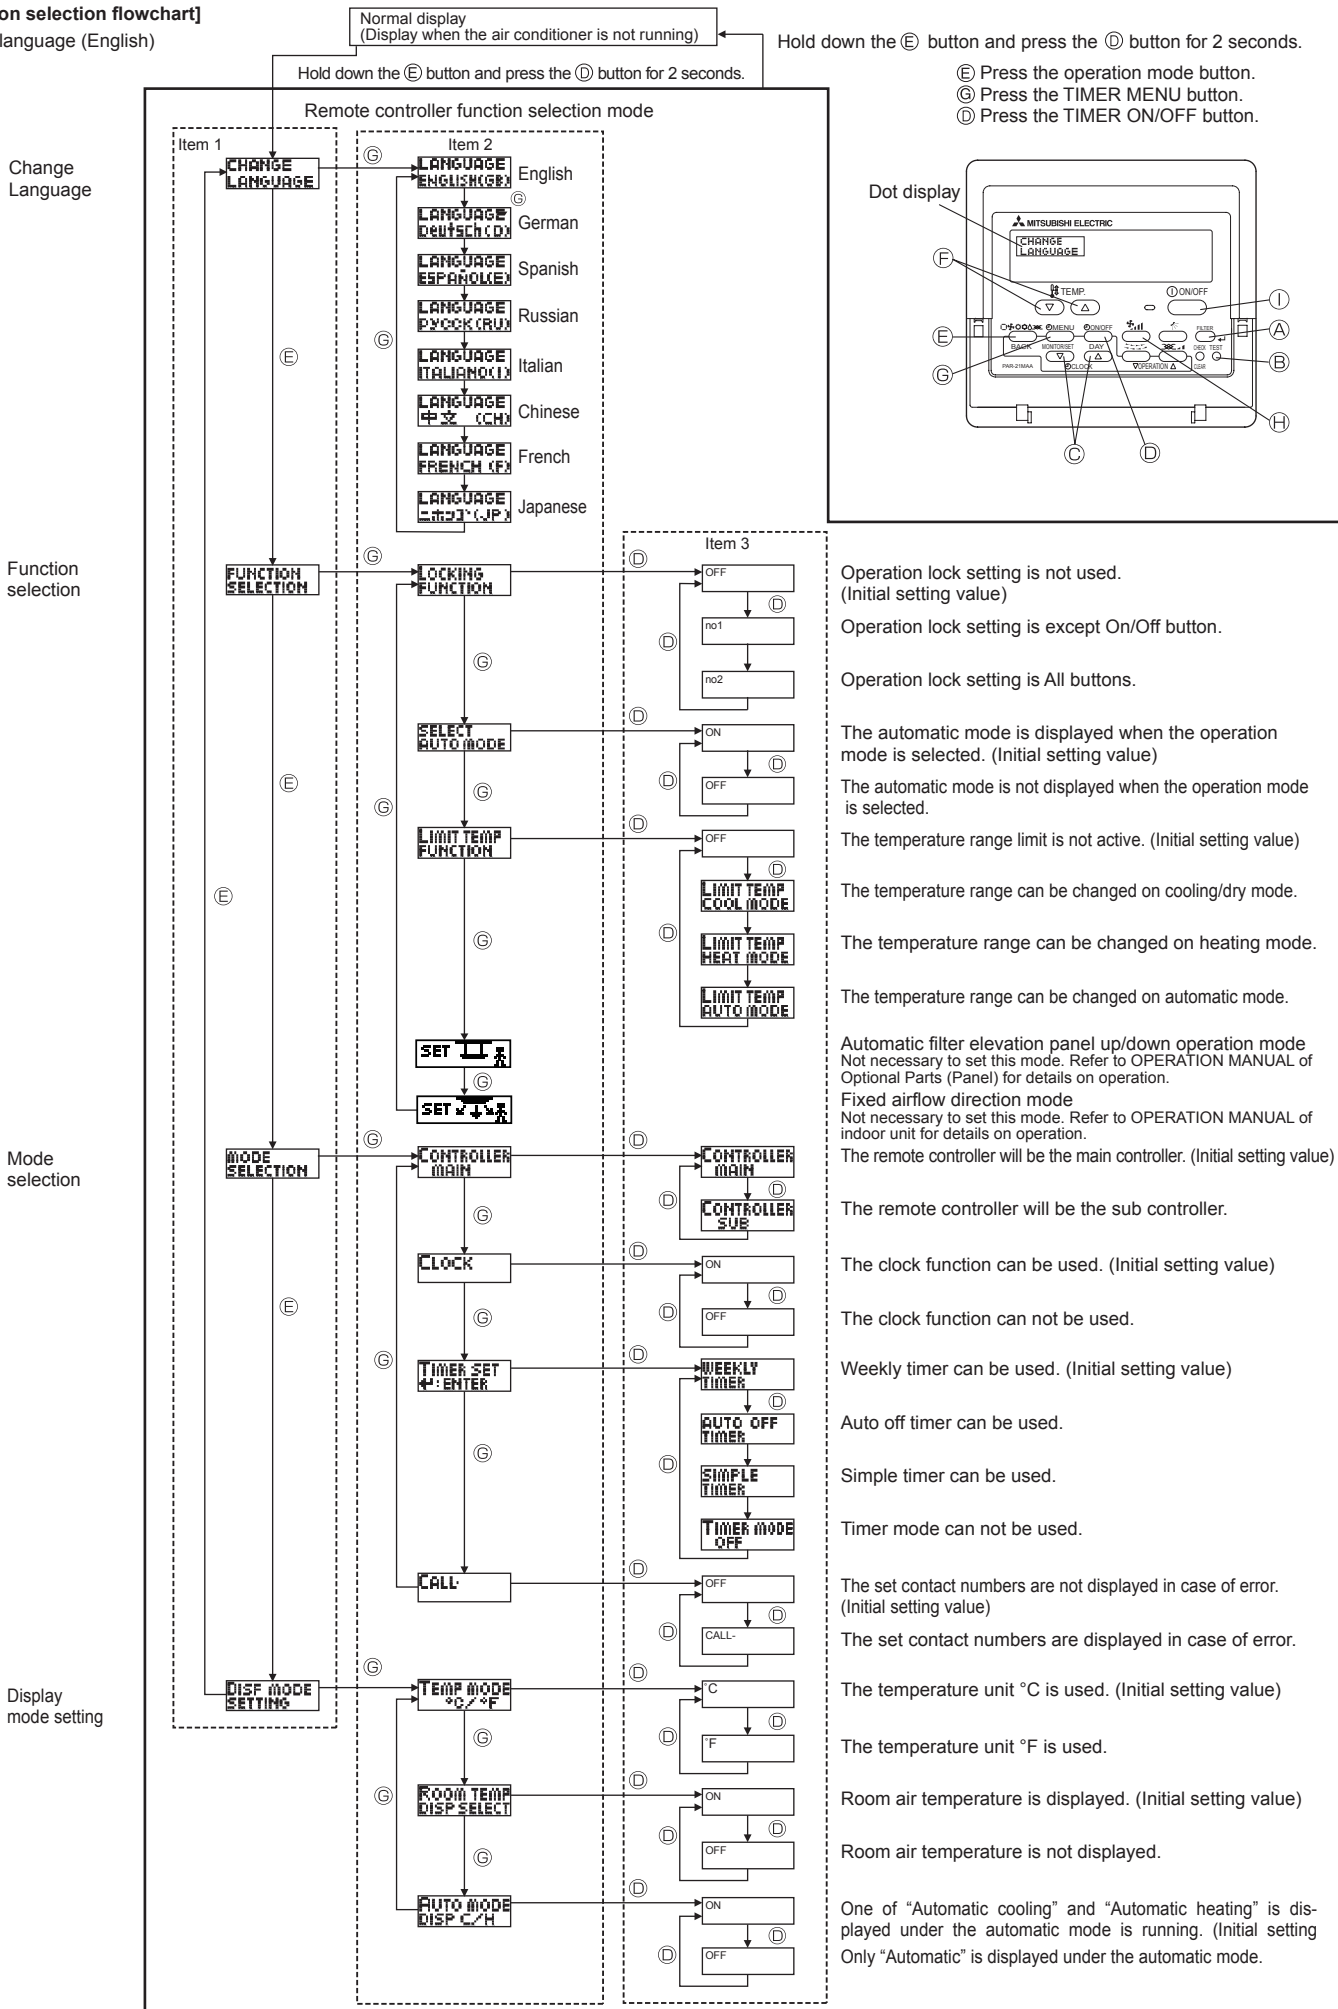 on selection flowchart]
language (English)
Normal display
(Display when the air conditioner is not running)
Hold down the Ⓔ button and press the Ⓓ button for 2 seconds.
Hold down the Ⓔ button and press the Ⓓ button for 2 seconds.
Ⓔ Press the operation mode button.
Ⓖ Press the TIMER MENU button.
Ⓓ Press the TIMER ON/OFF button.
Remote controller function selection mode
Item 1
Item 2
Change
Language
CHANGE
LANGUAGE
Ⓖ
LANGUAGE
ENGLISH(GB)
English
Ⓖ
LANGUAGE
Deutsch(D)
German
LANGUAGE
ESPAÑOL(E)
Spanish
LANGUAGE
РУССК(RU)
Russian
Ⓖ
Ⓔ
LANGUAGE
ITALIANO(I)
Italian
LANGUAGE
中文 (CH)
Chinese
LANGUAGE
FRENCH (F)
French
LANGUAGE
ニホンゴ(JP)
Japanese
Dot display
MITSUBISHI ELECTRIC
CHANGE
LANGUAGE
Ⓕ
TEMP.
ON/OFF
Ⓘ
Ⓔ
MENU
ON/OFF
FILTER
Ⓐ
BACK
MONITOR/SET
DAY
CHECK TEST
Ⓑ
PAR-21MAA
CLOCK
OPERATION
CLEAR
Ⓖ
Ⓗ
Ⓒ
Ⓓ
Item 3
Function
selection
FUNCTION
SELECTION
Ⓖ
LOCKING
FUNCTION
Ⓓ
OFF
Operation lock setting is not used.
(Initial setting value)
Ⓓ
Ⓓ
no1
Operation lock setting is except On/Off button.
Ⓖ
no2
Operation lock setting is All buttons.
Ⓓ
SELECT
AUTO MODE
ON
The automatic mode is displayed when the operation
mode is selected. (Initial setting value)
Ⓓ
Ⓔ
Ⓖ
Ⓖ
Ⓓ
OFF
The automatic mode is not displayed when the operation mode
is selected.
Ⓓ
LIMIT TEMP
FUNCTION
OFF
The temperature range limit is not active. (Initial setting value)
Ⓓ
Ⓔ
LIMIT TEMP
COOL MODE
The temperature range can be changed on cooling/dry mode.
Ⓖ
Ⓓ
LIMIT TEMP
HEAT MODE
The temperature range can be changed on heating mode.
LIMIT TEMP
AUTO MODE
The temperature range can be changed on automatic mode.
SET
Automatic filter elevation panel up/down operation mode
Not necessary to set this mode. Refer to OPERATION MANUAL of
Optional Parts (Panel) for details on operation.
Ⓖ
SET
Fixed airflow direction mode
Not necessary to set this mode. Refer to OPERATION MANUAL of
indoor unit for details on operation.
Mode
selection
MODE
SELECTION
Ⓖ
CONTROLLER
MAIN
Ⓓ
CONTROLLER
MAIN
The remote controller will be the main controller. (Initial setting value)
Ⓓ
Ⓖ
Ⓓ
CONTROLLER
SUB
The remote controller will be the sub controller.
Ⓓ
CLOCK
ON
The clock function can be used. (Initial setting value)
Ⓓ
Ⓔ
Ⓖ
Ⓓ
OFF
The clock function can not be used.
Ⓖ
Ⓓ
TIMER SET
↵:ENTER
WEEKLY
TIMER
Weekly timer can be used. (Initial setting value)
Ⓓ
AUTO OFF
TIMER
Auto off timer can be used.
Ⓖ
Ⓓ
SIMPLE
TIMER
Simple timer can be used.
TIMER MODE
OFF
Timer mode can not be used.
Ⓓ
CALL-
OFF
The set contact numbers are not displayed in case of error.
(Initial setting value)
Ⓓ
Ⓓ
CALL-
The set contact numbers are displayed in case of error.
Display
mode setting
DISP MODE
SETTING
Ⓖ
TEMP MODE
°C/°F
Ⓓ
°C
The temperature unit °C is used. (Initial setting value)
Ⓓ
Ⓖ
Ⓓ
°F
The temperature unit °F is used.
Ⓖ
Ⓓ
ROOM TEMP
DISP SELECT
ON
Room air temperature is displayed. (Initial setting value)
Ⓓ
Ⓖ
Ⓓ
OFF
Room air temperature is not displayed.
Ⓓ
AUTO MODE
DISP C/H
ON
One of “Automatic cooling” and “Automatic heating” is dis-
played under the automatic mode is running. (Initial setting
Ⓓ
Ⓓ
OFF
Only “Automatic” is displayed under the automatic mode.